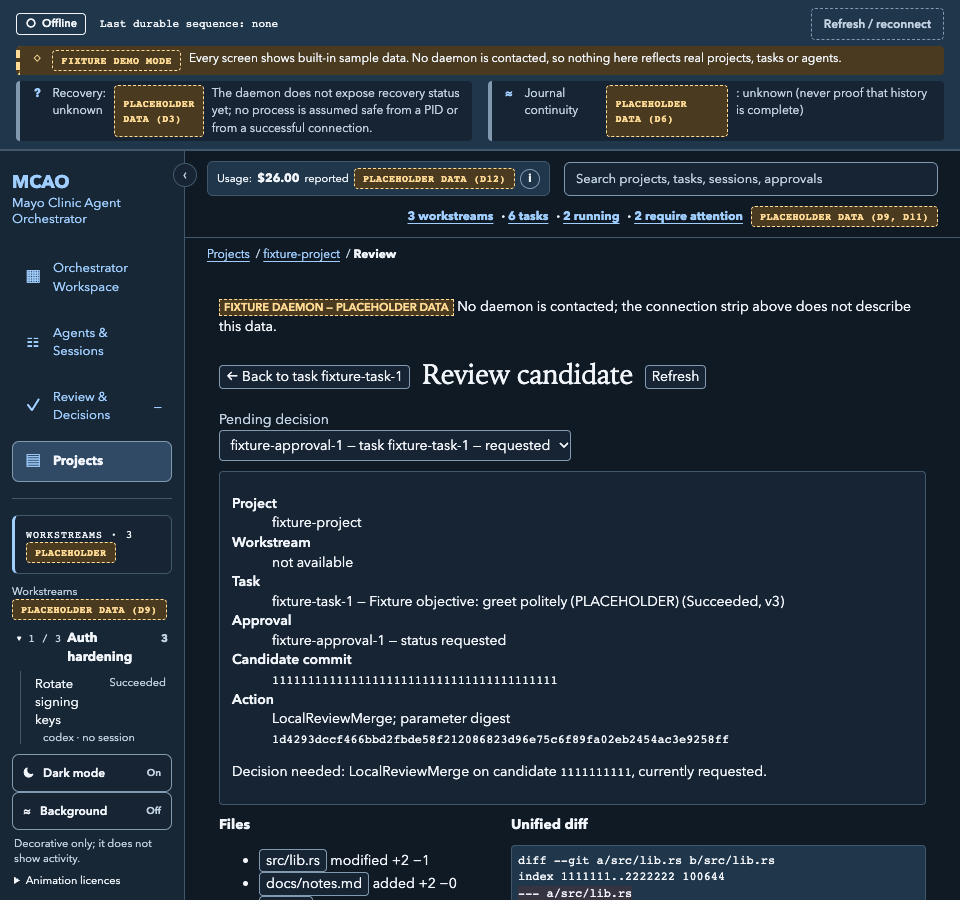 Offline
Last durable sequence: none
Refresh / reconnect
FIXTURE DEMO MODE Every screen shows built-in sample data. No daemon is contacted, so nothing here reflects real projects, tasks or agents.
? Recovery: unknown
PLACEHOLDER DATA (D3)
The daemon does not expose recovery status
yet; no process is assumed safe from a PID or
from a successful connection.
≈ Journal continuity
PLACEHOLDER DATA (D6)
: unknown (never proof that history
is complete)
MCAO
Mayo Clinic Agent
Orchestrator
Orchestrator
Workspace
Agents &
Sessions
Review &
Decisions –
Projects
WORKSTREAMS • 3
PLACEHOLDER
Workstreams
PLACEHOLDER DATA (D9)
▾ 1 / 3 Auth hardening 3
Rotate signing keys Succeeded
codex · no session
Dark mode On
≈ Background Off
Decorative only; it does not
show activity.
▶ Animation licences
‹
Usage: $26.00 reported PLACEHOLDER DATA (D12) i
Search projects, tasks, sessions, approvals
3 workstreams • 6 tasks • 2 running • 2 require attention PLACEHOLDER DATA (D9, D11)
Projects / fixture-project / Review
FIXTURE DAEMON — PLACEHOLDER DATA No daemon is contacted; the connection strip above does not describe
this data.
← Back to task fixture-task-1 Review candidate Refresh
Pending decision
fixture-approval-1 — task fixture-task-1 — requested
Project
fixture-project
Workstream
not available
Task
fixture-task-1 — Fixture objective: greet politely (PLACEHOLDER) (Succeeded, v3)
Approval
fixture-approval-1 — status requested
Candidate commit
1111111111111111111111111111111111111111
Action
LocalReviewMerge; parameter digest
1d4293dccf466bbd2fbde58f212086823d96e75c6f89fa02eb2454ac3e9258ff
Decision needed: LocalReviewMerge on candidate 1111111111, currently requested.
Files
• src/lib.rs modified +2 −1
• docs/notes.md added +2 −0
Unified diff
diff --git a/src/lib.rs b/src/lib.rs
index 1111111..2222222 100644
--- a/src/lib.rs